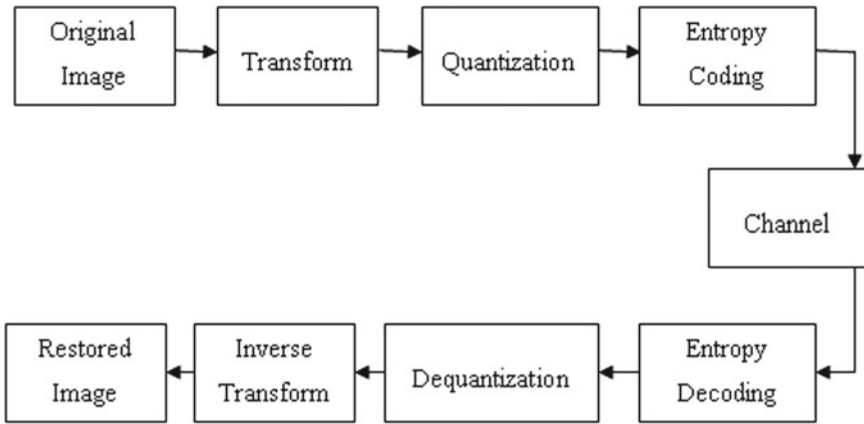 Original
Image
Transform
Quantization
Entropy
Coding
Channel
Restored
Image
Inverse
Transform
Dequantization
Entropy
Decoding